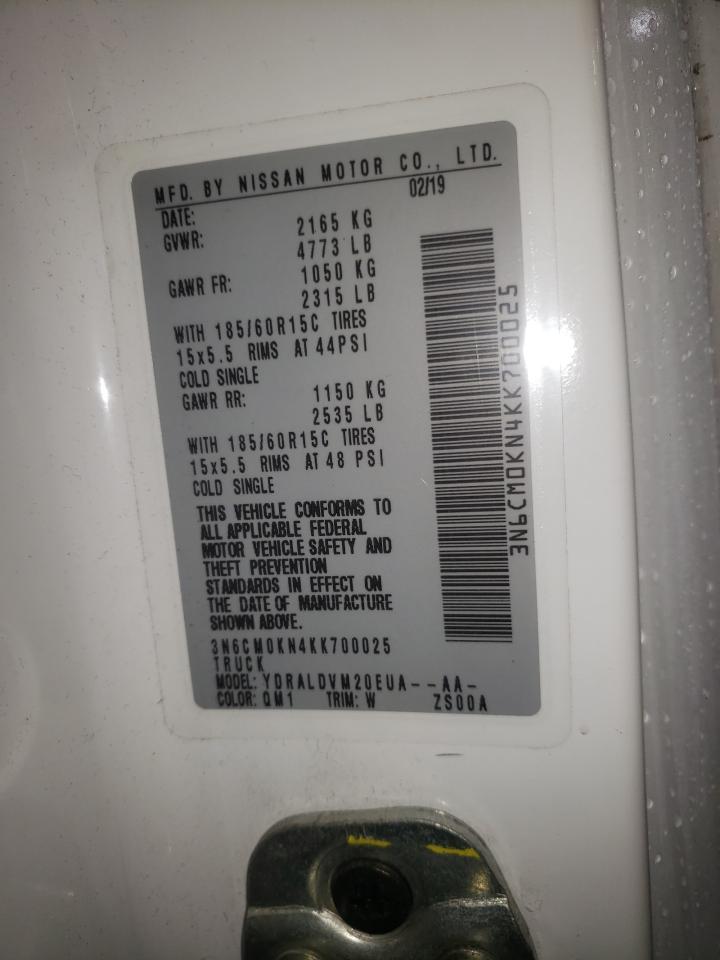 MFD. BY NISSAN MOTOR CO., LTD.
DATE: 02/19
GVWR: 2165 KG
4773 LB
GAWR FR: 1050 KG
2315 LB
WITH 185/60R15C TIRES
15x5.5 RIMS AT 44PSI
COLD SINGLE
GAWR RR: 1150 KG
2535 LB
WITH 185/60R15C TIRES
15x5.5 RIMS AT 48 PSI
COLD SINGLE
THIS VEHICLE CONFORMS TO
ALL APPLICABLE FEDERAL
MOTOR VEHICLE SAFETY AND
THEFT PREVENTION
STANDARDS IN EFFECT ON
THE DATE OF MANUFACTURE
SHOWN ABOVE.
3N6CM0KN4KK700025
TRUCK
MODEL: YDRALDVM20EUA--AA-
COLOR: QM1 TRIM: W ZS00A
3N6CM0KN4KK700025